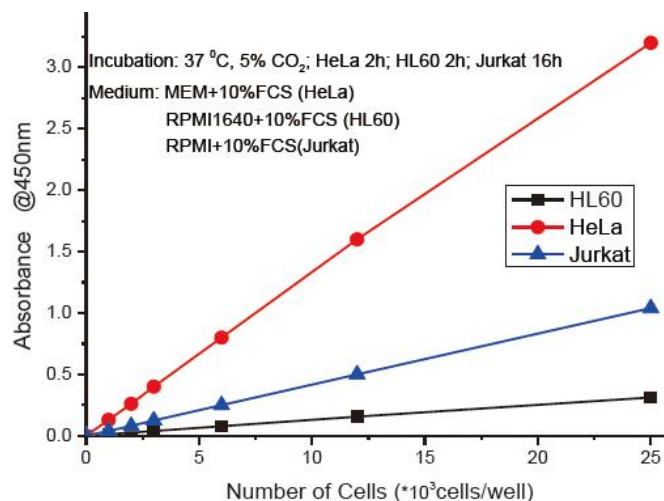 Incubation: 37 ⁰C, 5% CO₂; HeLa 2h; HL60 2h; Jurkat 16h
Medium: MEM+10%FCS (HeLa)
RPMI1640+10%FCS (HL60)
RPMI+10%FCS(Jurkat)
HL60
HeLa
Jurkat
Absorbance @450nm
3.0
2.5
2.0
1.5
1.0
0.5
0.0
0 5 10 15 20 25
Number of Cells (*10³cells/well)